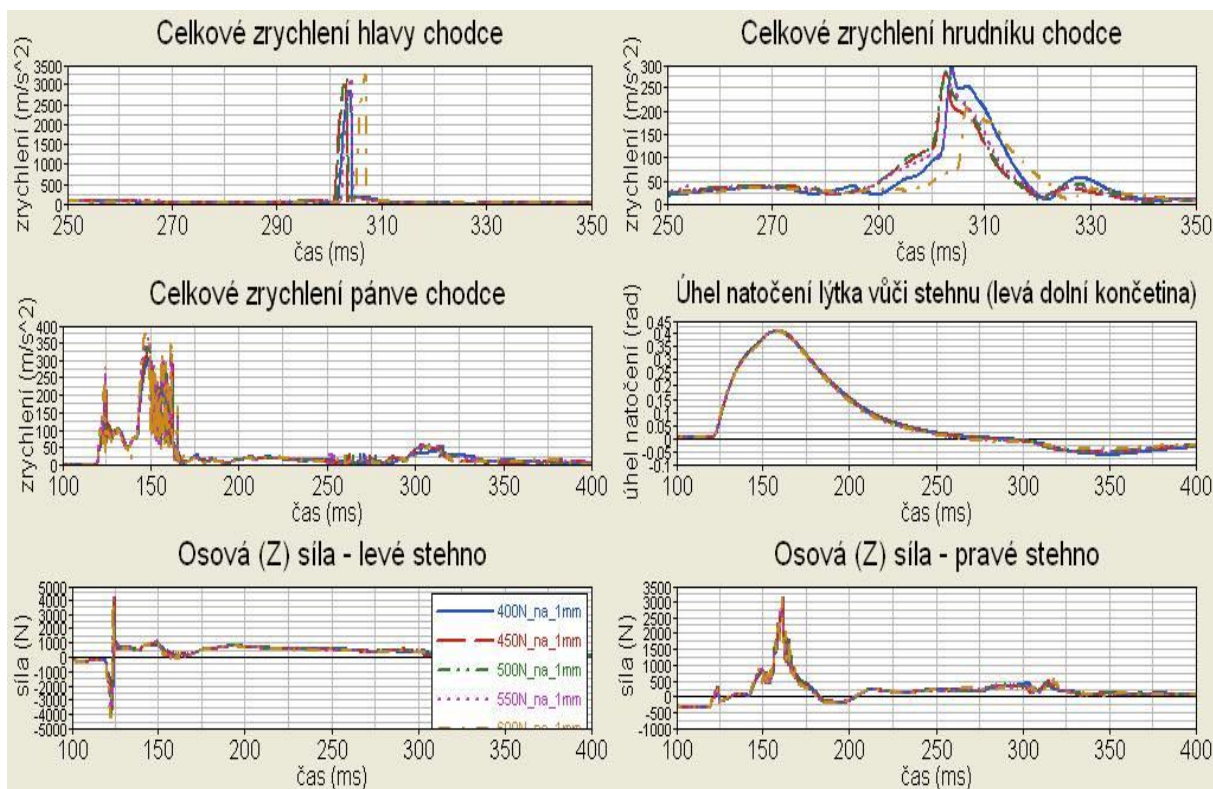 Celkové zrychlení hlavy chodce
zrychlení (m/s^2)
3500
3000
2500
2000
1500
1000
500
0
250 270 290 310 330 350
čas (ms)
Celkové zrychlení hrudníku chodce
zrychlení (m/s^2)
300
250
200
150
100
50
0
250 270 290 310 330 350
čas (ms)
Celkové zrychlení pánve chodce
zrychlení (m/s^2)
400
350
300
250
200
150
100
50
0
100 150 200 250 300 350 400
čas (ms)
Úhel natočení lýtka vůči stehnu (levá dolní končetina)
úhel natočení (rad)
0,45
0,4
0,35
0,3
0,25
0,2
0,15
0,1
0,05
0
-0,05
-0,1
100 150 200 250 300 350 400
čas (ms)
Osová (Z) síla - levé stehno
síla (N)
5000
4000
3000
2000
1000
0
-1000
-2000
-3000
-4000
-5000
100 150 200 250 300 350 400
čas (ms)
400N_na_1mm
450N_na_1mm
500N_na_1mm
550N_na_1mm
600N_na_1mm
Osová (Z) síla - pravé stehno
síla (N)
3500
3000
2500
2000
1500
1000
500
0
-500
-1000
100 150 200 250 300 350 400
čas (ms)